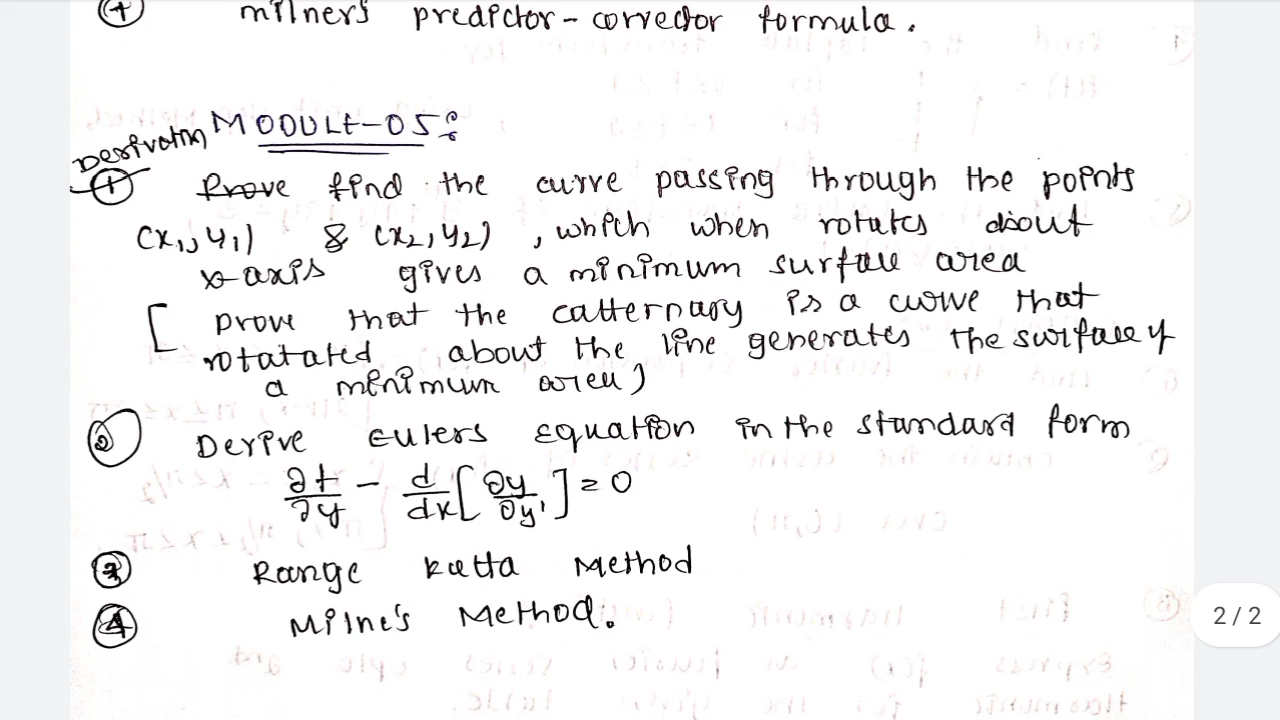 ④ milner's predictor - corrector formula.
Derivation MODULE-05:
① Prove find the curve passing through the points
(x₁, y₁) & (x₂, y₂) , which when rotates about
x-axis gives a minimum surface area
[ prove that the catternary is a curve that
rotatated about the line generates the surface of
a minimum area)
② Derive Eulers Equation in the standard form
∂f/∂y - d/dx [∂y/∂y'] = 0
③ Range kutta Method
④ Milne's Method.
2/2